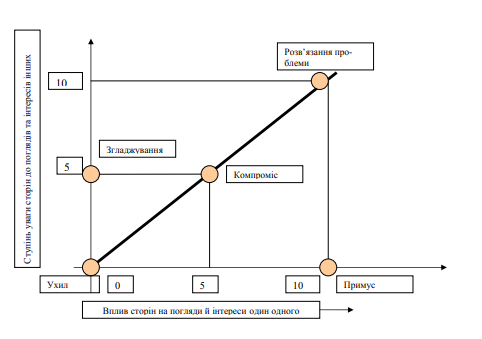 Ступінь уваги сторін до поглядів та інтересів інших
Розв’язання про-
блеми
10
Згладжування
5
Компроміс
Ухил
0
5
10
Примус
Вплив сторін на погляди й інтереси один одного